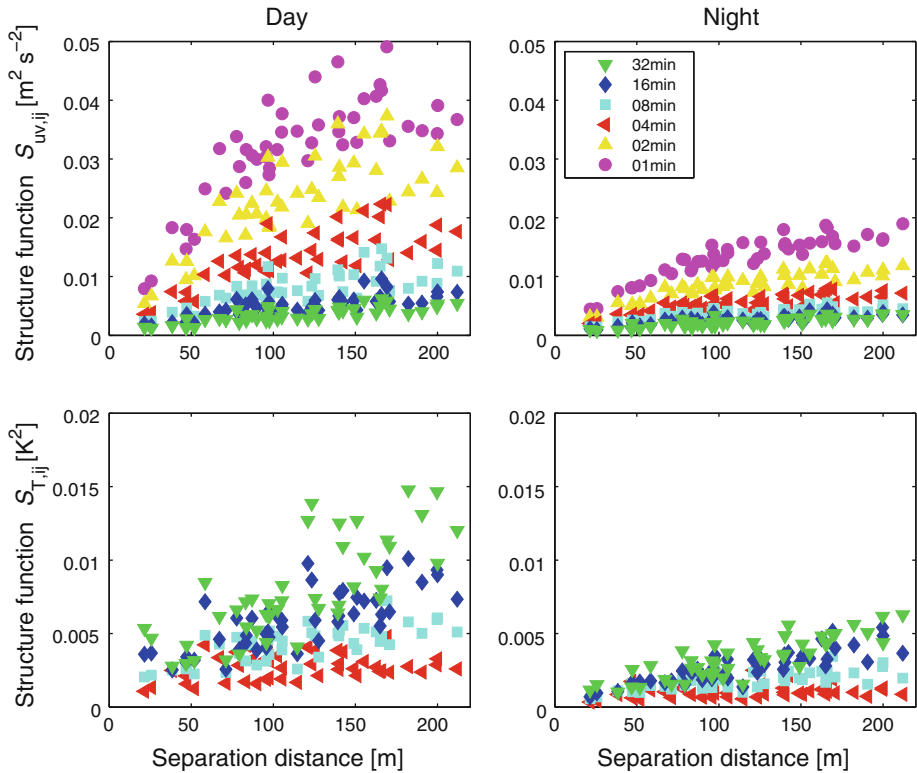 Day
Night
Structure function S_uv,ij [m² s⁻²]
0.05
0.04
0.03
0.02
0.01
0
0 50 100 150 200
0.05
0.04
0.03
0.02
0.01
0
0 50 100 150 200
32min
16min
08min
04min
02min
01min
Structure function S_T,ij [K²]
0.02
0.015
0.01
0.005
0
0 50 100 150 200
Separation distance [m]
0.02
0.015
0.01
0.005
0
0 50 100 150 200
Separation distance [m]